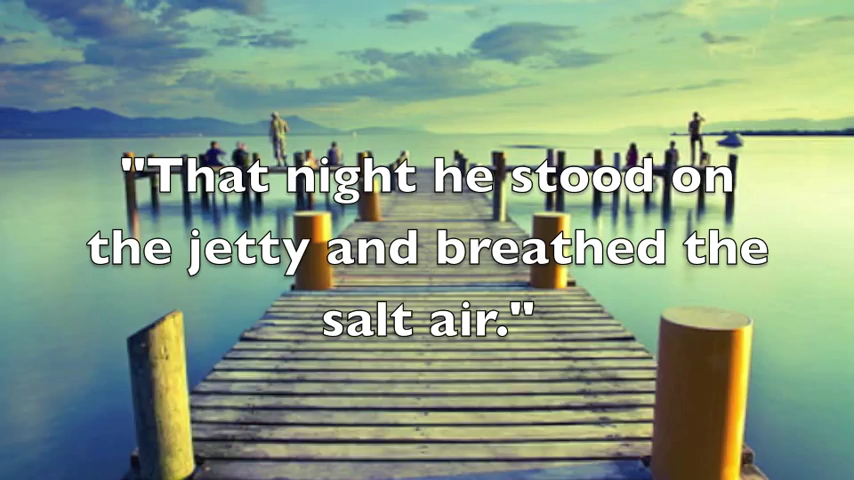 "That night he stood on
the jetty and breathed the
salt air."